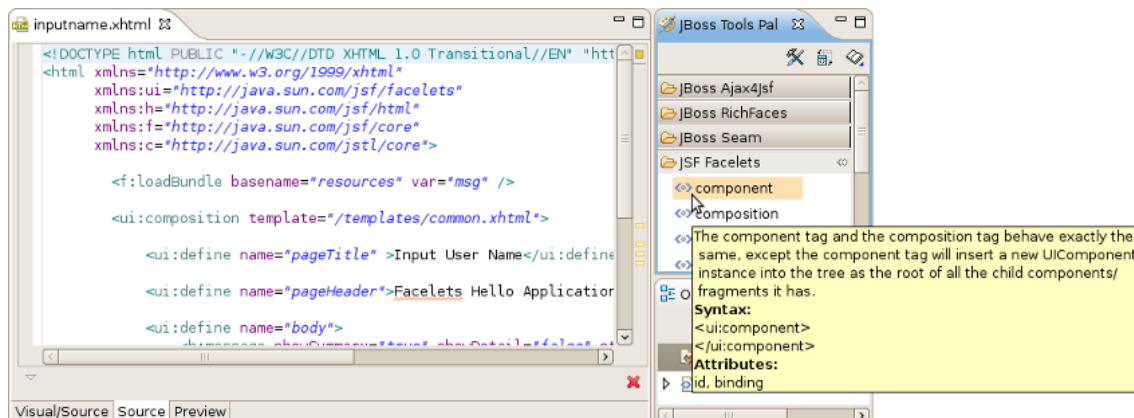 inputname.xhtml
<!DOCTYPE html PUBLIC "-//W3C//DTD XHTML 1.0 Transitional//EN" "htt
<html xmlns="http://www.w3.org/1999/xhtml"
xmlns:ui="http://java.sun.com/jsf/facelets"
xmlns:h="http://java.sun.com/jsf/html"
xmlns:f="http://java.sun.com/jsf/core"
xmlns:c="http://java.sun.com/jstl/core">
<f:loadBundle basename="resources" var="msg" />
<ui:composition template="/templates/common.xhtml">
<ui:define name="pageTitle" >Input User Name</ui:define
<ui:define name="pageHeader">Facelets Hello Application
<ui:define name="body">
Visual/Source Source Preview
JBoss Tools Pal
JBoss Ajax4Jsf
JBoss RichFaces
JBoss Seam
JSF Facelets
component
composition
The component tag and the composition tag behave exactly the
same, except the component tag will insert a new UIComponent
instance into the tree as the root of all the child components/
fragments it has.
Syntax:
<ui:component>
</ui:component>
Attributes:
id, binding